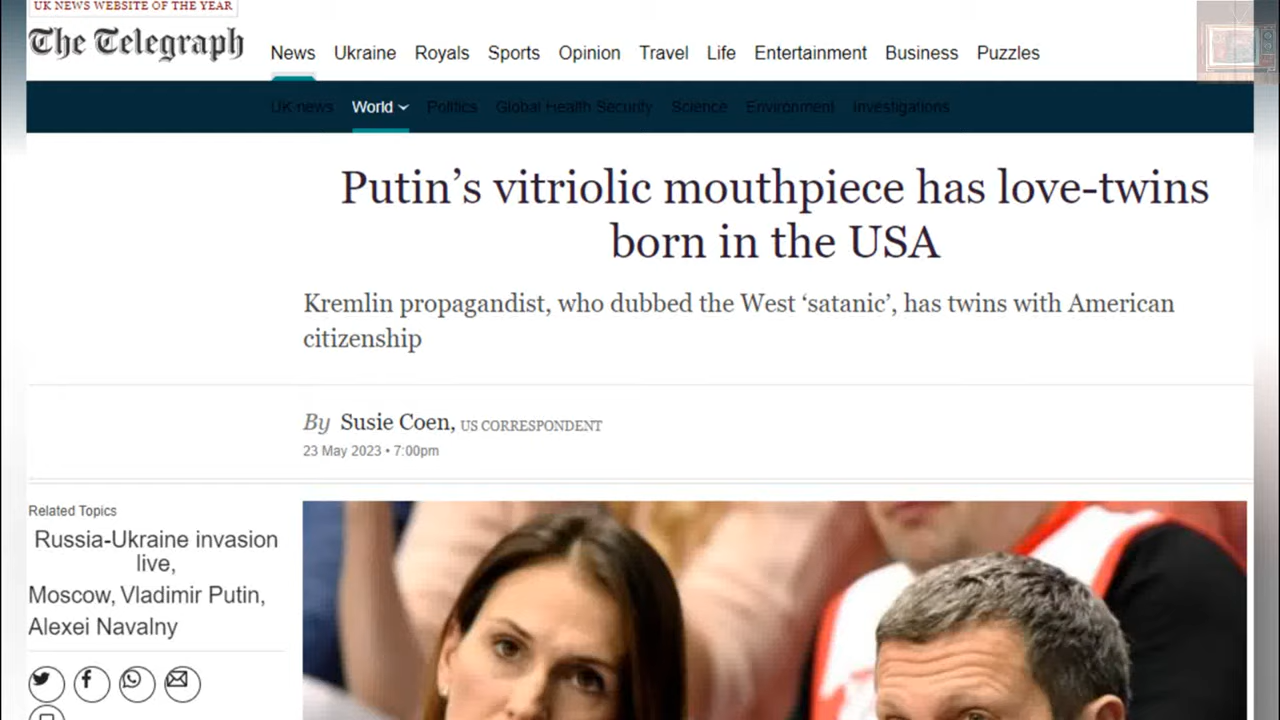 UK NEWS WEBSITE OF THE YEAR
The Telegraph
News Ukraine Royals Sports Opinion Travel Life Entertainment Business Puzzles
UK news World Politics Global Health Security Science Environment Investigations
Putin’s vitriolic mouthpiece has love-twins
born in the USA
Kremlin propagandist, who dubbed the West ‘satanic’, has twins with American
citizenship
By Susie Coen, US CORRESPONDENT
23 May 2023 • 7:00pm
Related Topics
Russia-Ukraine invasion
live,
Moscow, Vladimir Putin,
Alexei Navalny